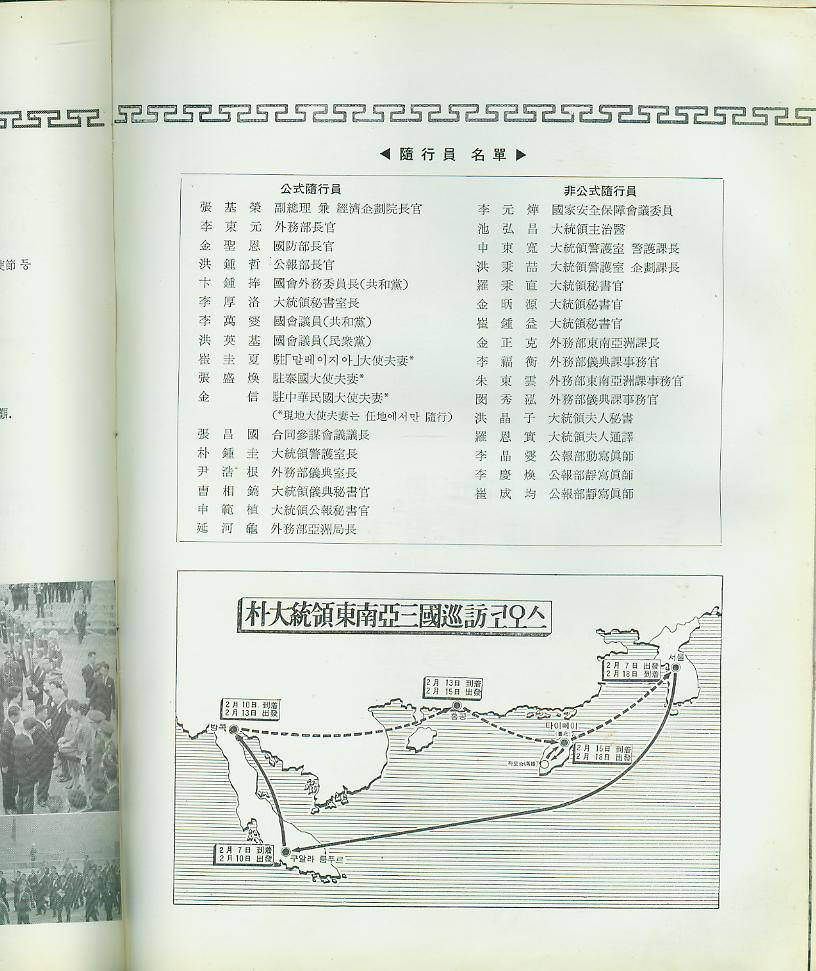 使節 등
觀.
◀ 隨行員 名單 ▶
公式隨行員
張基榮 副總理 兼 經濟企劃院長官
李東元 外務部長官
金聖恩 國防部長官
洪鍾哲 公報部長官
卞鍾捧 國會外務委員長(共和黨)
李厚洛 大統領秘書室長
李萬燮 國會議員(共和黨)
洪英基 國會議員(民衆黨)
崔圭夏 駐「말레이지아」大使夫妻*
張盛煥 駐泰國大使夫妻*
金信 駐中華民國大使夫妻*
(*現地大使夫妻는 任地에서만 隨行)
張昌國 合同參謀會議議長
朴鍾圭 大統領警護室長
尹浩根 外務部儀典室長
曺相鎬 大統領儀典秘書官
申範植 大統領公報秘書官
延河龜 外務部亞洲局長
非公式隨行員
李元燁 國家安全保障會議委員
池弘昌 大統領主治醫
申東寬 大統領警護室 警護課長
洪秉喆 大統領警護室 企劃課長
羅秉直 大統領秘書官
金昞源 大統領秘書官
崔鍾益 大統領秘書官
金正克 外務部東南亞洲課長
李福衡 外務部儀典課事務官
朱東雲 外務部東南亞洲課事務官
閔秀泓 外務部儀典課事務官
洪晶子 大統領夫人秘書
羅恩實 大統領夫人通譯
李晶燮 公報部動寫眞師
李慶煥 公報部靜寫眞師
崔成均 公報部靜寫眞師
朴大統領東南亞三國巡訪코오스
서울
2月 7日 出發
2月18日 到着
2月 13日 到着
2月 15日 出發
홍콩
2月10日 到着
2月13日 出發
방콕
타이페이
(臺北)
2月 15日 到着
2月 18日 出發
2月 7日 到着
2月10日 出發
구알라 룸푸르